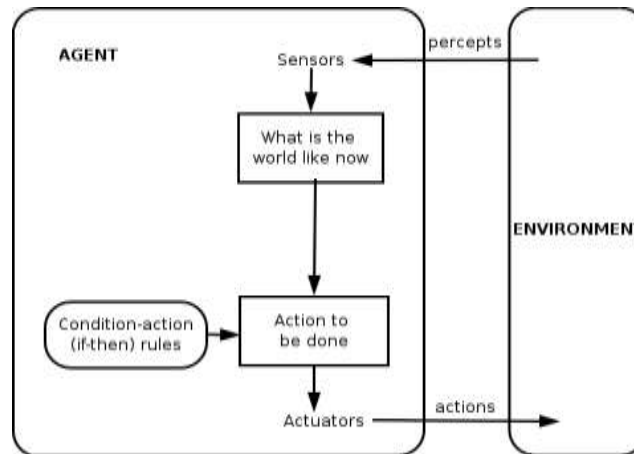 AGENT
Sensors
percepts
What is the
world like now
ENVIRONMENT
Condition-action
(if-then) rules
Action to
be done
Actuators
actions